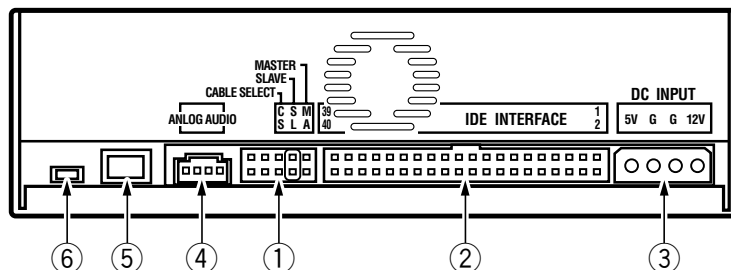 MASTER
SLAVE
CABLE SELECT
C S M
S L A
39
40
ANLOG AUDIO
IDE INTERFACE
1
2
DC INPUT
5V G G 12V
⑥ ⑤ ④ ① ② ③